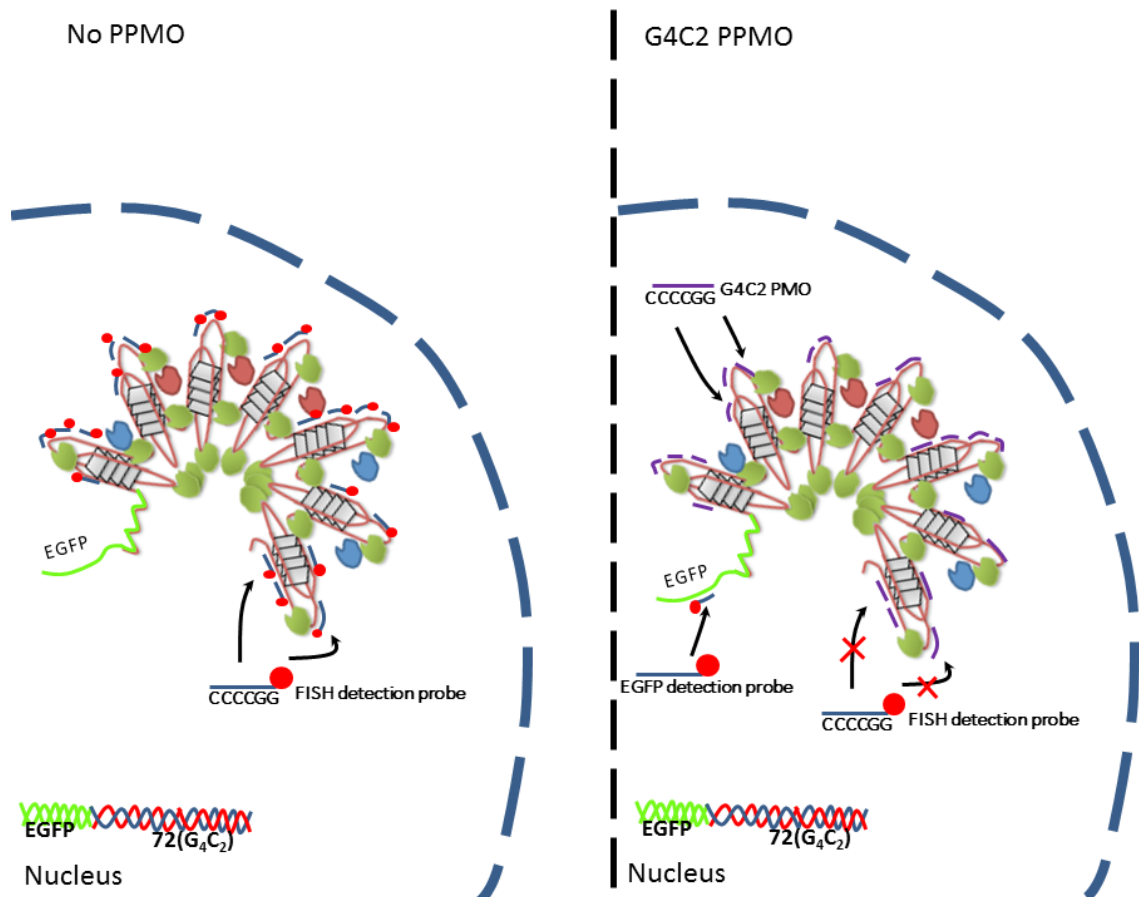 No PPMO
EGFP
CCCCGG
FISH detection probe
EGFP
72(G₄C₂)
Nucleus
G4C2 PPMO
G4C2 PMO
CCCCGG
EGFP
EGFP detection probe
CCCCGG
FISH detection probe
EGFP
72(G₄C₂)
Nucleus